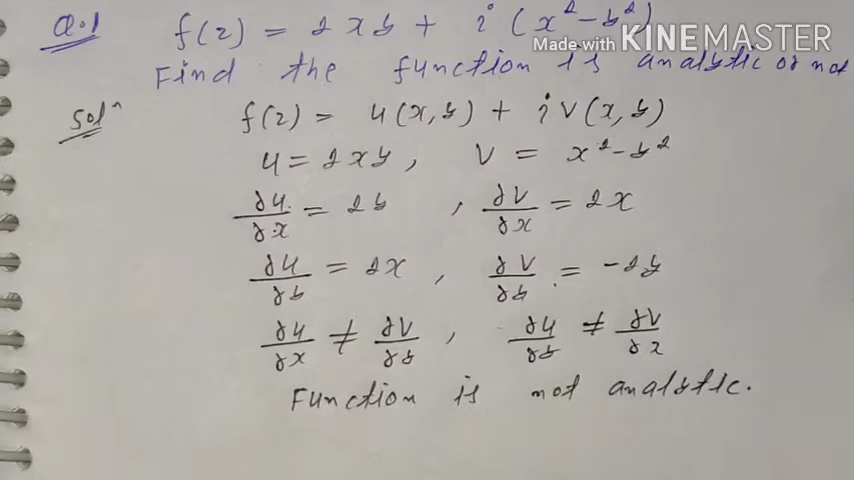 Q.1 f(z) = 2xy + i(x² - y²)
Made with KINEMASTER
Find the function is analytic or not
Solⁿ f(z) = u(x,y) + iv(x,y)
u = 2xy, v = x² - y²
∂u/∂x = 2y , ∂v/∂x = 2x
∂u/∂y = 2x , ∂v/∂y = -2y
∂u/∂x ≠ ∂v/∂y , ∂u/∂y ≠ ∂v/∂x
Function is not analytic.